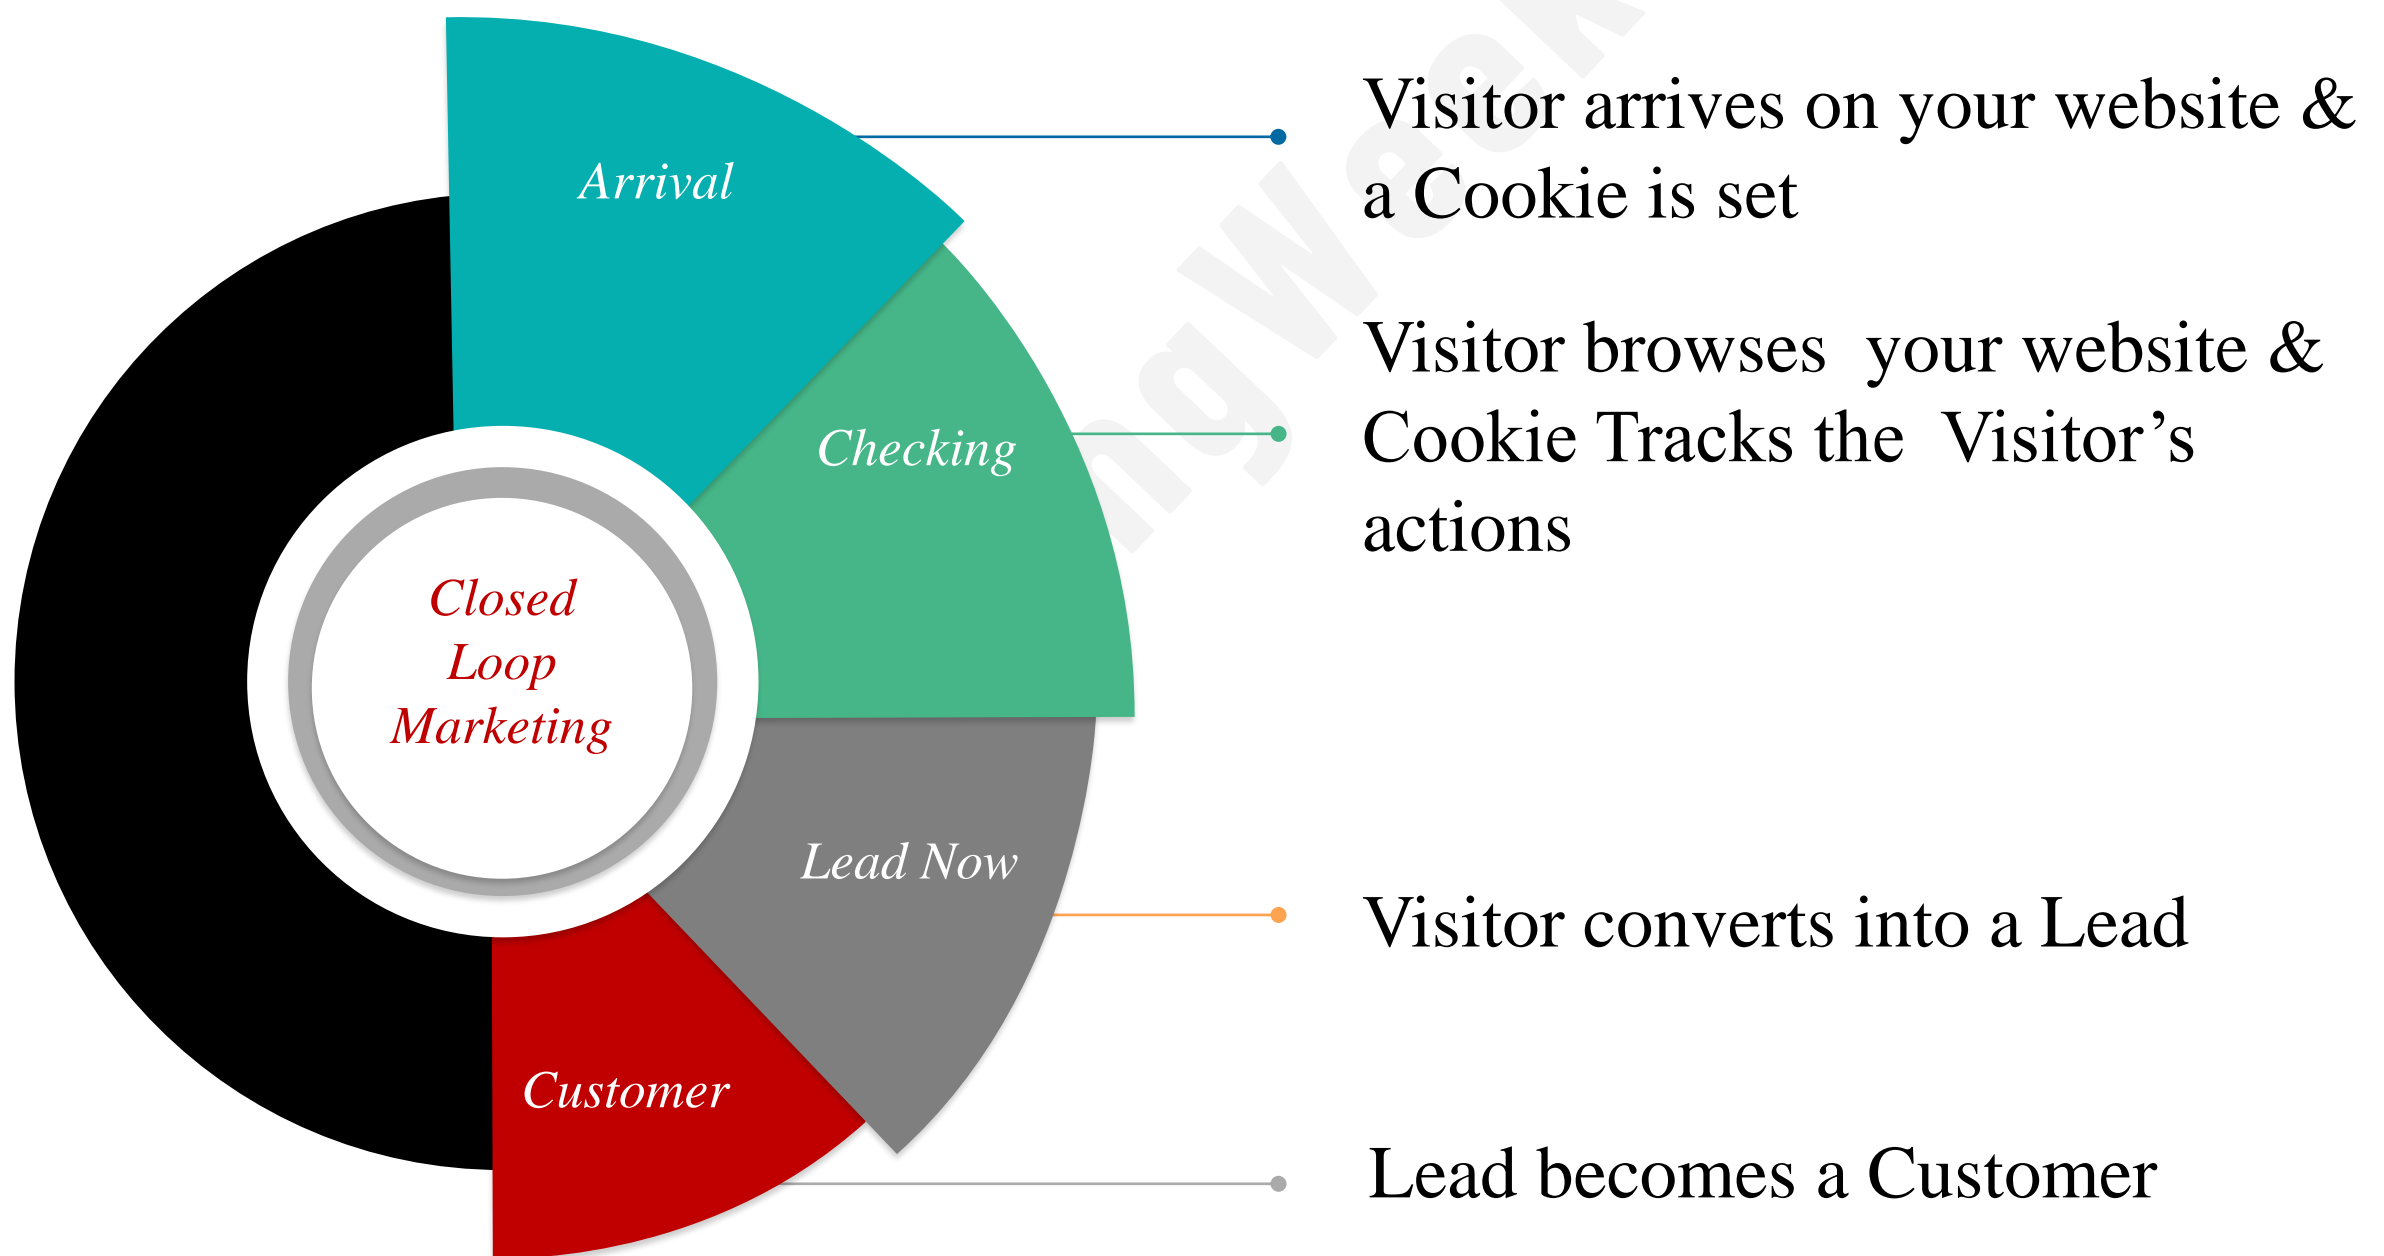 Arrival
Visitor arrives on your website &
a Cookie is set
Checking
Visitor browses  your website &
Cookie Tracks the  Visitor’s
actions
Closed
Loop
Marketing
Lead Now
Visitor converts into a Lead
Customer
Lead becomes a Customer
ngWeek